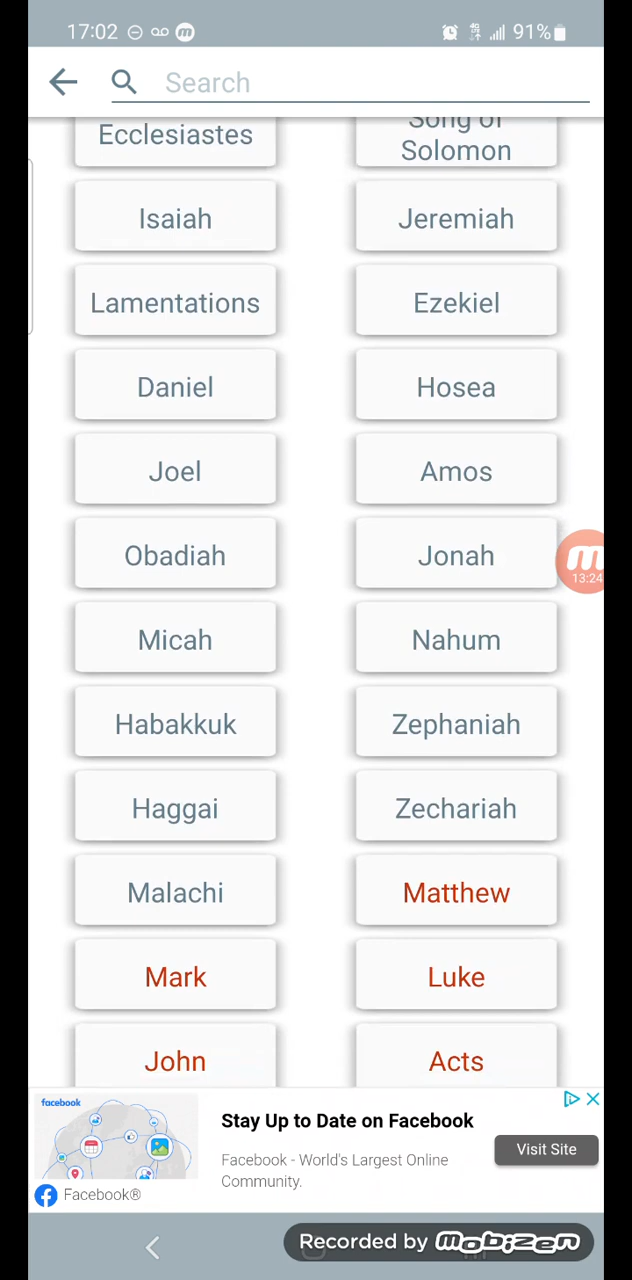 17:02 91%
Search
Ecclesiastes
Song of
Solomon
Isaiah
Jeremiah
Lamentations
Ezekiel
Daniel
Hosea
Joel
Amos
Obadiah
Jonah
13:24
Micah
Nahum
Habakkuk
Zephaniah
Haggai
Zechariah
Malachi
Matthew
Mark
Luke
John
Acts
facebook
Stay Up to Date on Facebook
Facebook - World's Largest Online
Community.
Visit Site
Facebook®
Recorded by mobizen